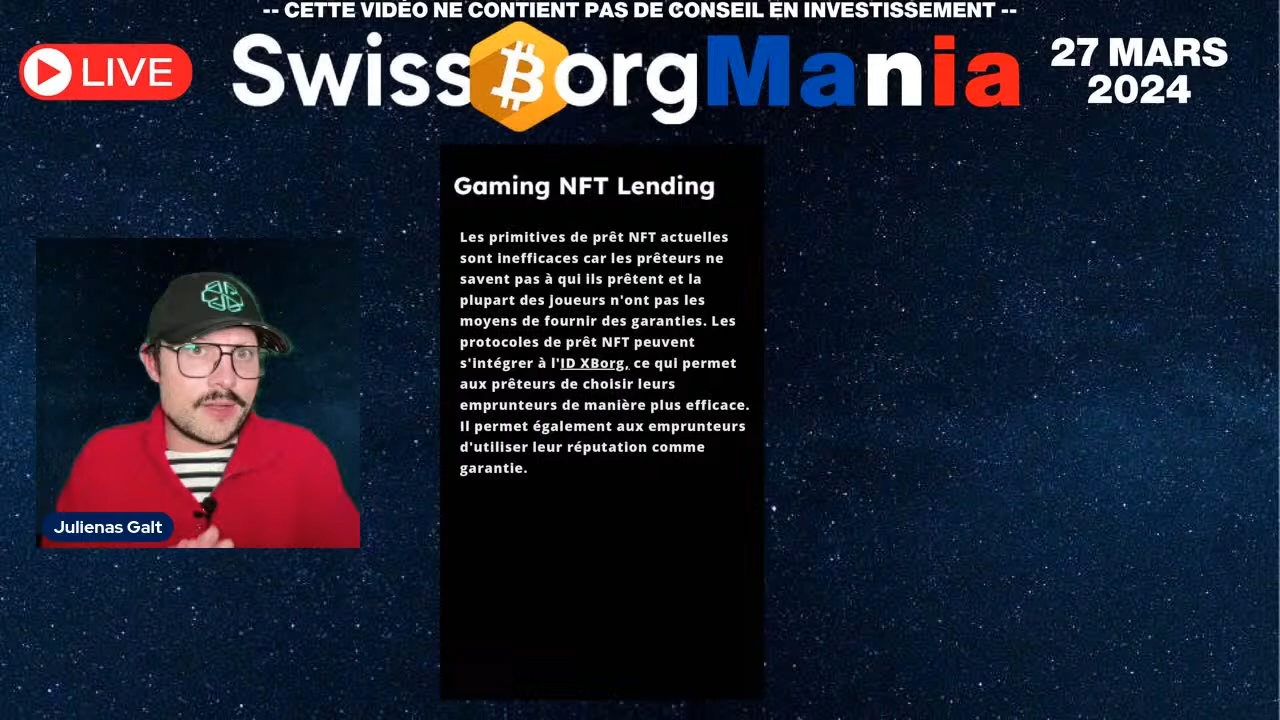 -- CETTE VIDÉO NE CONTIENT PAS DE CONSEIL EN INVESTISSEMENT --
LIVE
SwissBorgMania
27 MARS
2024
Gaming NFT Lending
Les primitives de prêt NFT actuelles
sont inefficaces car les prêteurs ne
savent pas à qui ils prêtent et la
plupart des joueurs n'ont pas les
moyens de fournir des garanties. Les
protocoles de prêt NFT peuvent
s'intégrer à l'ID XBorg, ce qui permet
aux prêteurs de choisir leurs
emprunteurs de manière plus efficace.
Il permet également aux emprunteurs
d'utiliser leur réputation comme
garantie.
Julienas Galt